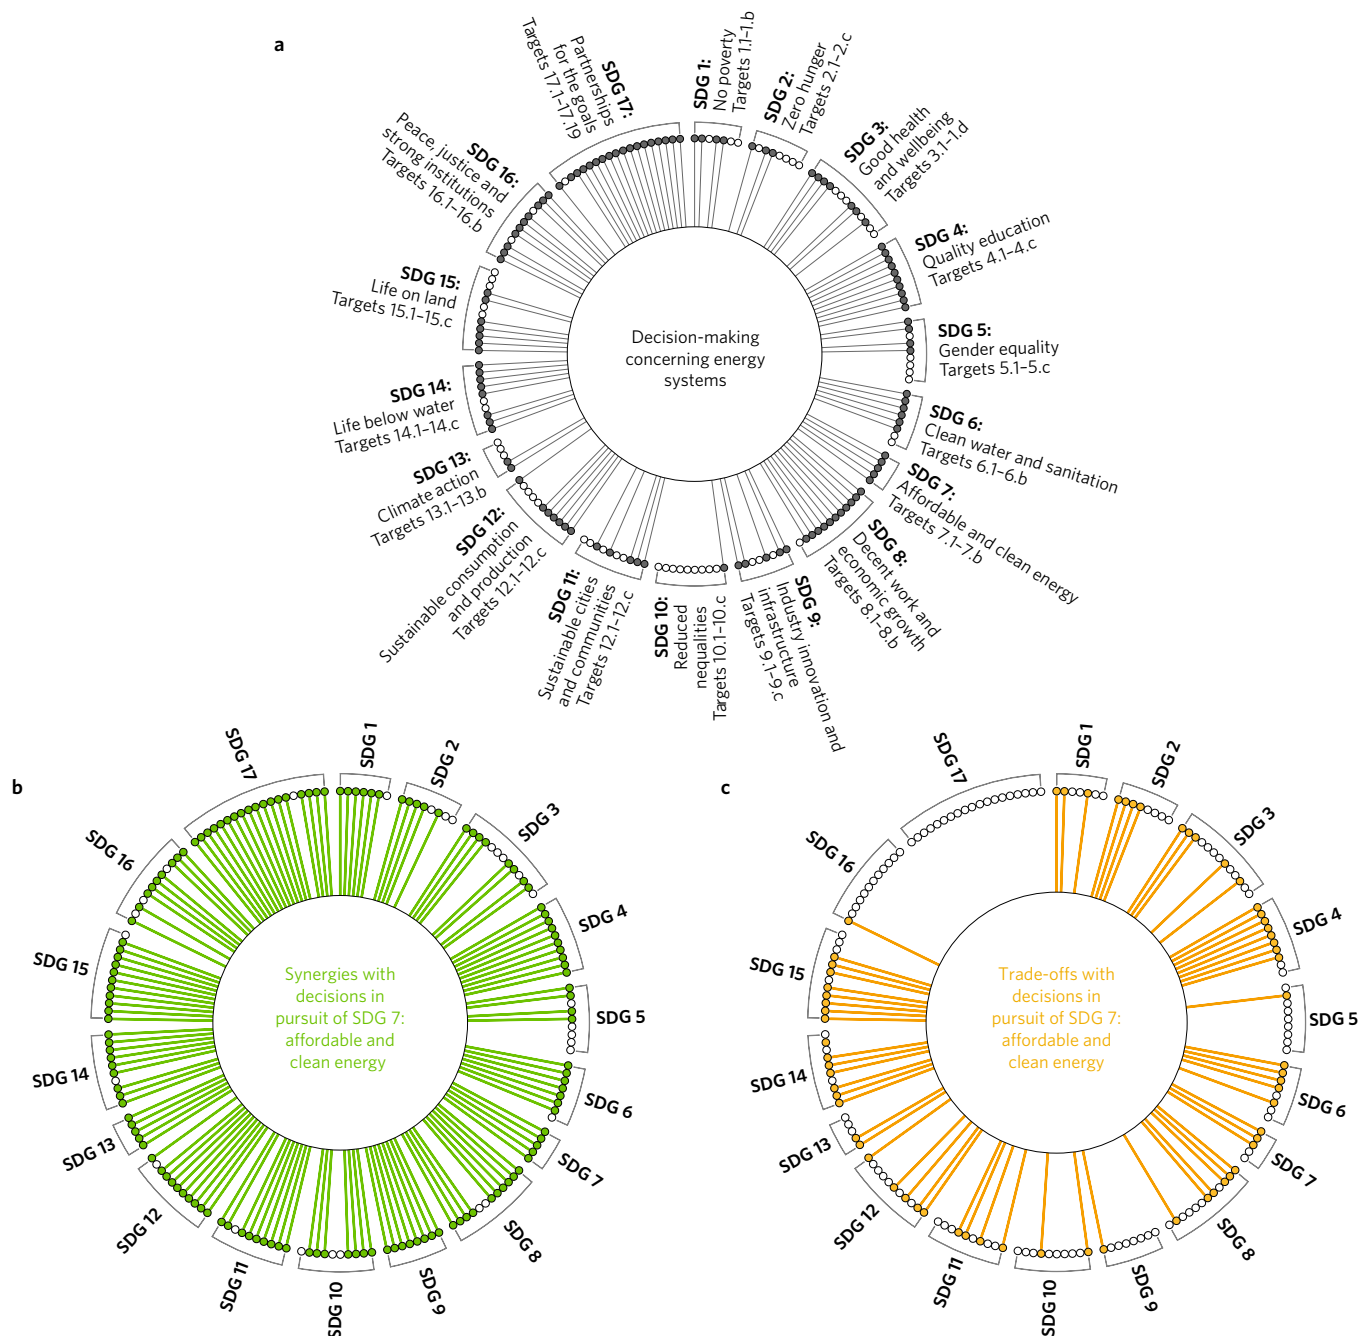 a
SDG 1:
No poverty
Targets 1.1–1.b
SDG 2:
Zero hunger
Targets 2.1–2.c
SDG 3:
Good health
and wellbeing
Targets 3.1–1.d
SDG 4:
Quality education
Targets 4.1–4.c
SDG 5:
Gender equality
Targets 5.1–5.c
SDG 6:
Clean water and sanitation
Targets 6.1–6.b
SDG 7:
Affordable and clean energy
Targets 7.1–7.b
SDG 8:
Decent work and
economic growth
Targets 8.1–8.b
SDG 9:
Industry innovation and
infrastructure
Targets 9.1–9.c
SDG 10:
Reduced
nequalities
Targets 10.1–10.c
SDG 11:
Sustainable cities
and communities
Targets 12.1–12.c
SDG 12:
Sustainable consumption
and production
Targets 12.1–12.c
SDG 13:
Climate action
Targets 13.1–13.b
SDG 14:
Life below water
Targets 14.1–14.c
SDG 15:
Life on land
Targets 15.1–15.c
SDG 16:
Peace, justice and
strong institutions
Targets 16.1–16.b
SDG 17:
Partnerships
for the goals
Targets 17.1–17.19
Decision-making
concerning energy
systems
b
SDG 1
SDG 2
SDG 3
SDG 4
SDG 5
SDG 6
SDG 7
SDG 8
SDG 9
SDG 10
SDG 11
SDG 12
SDG 13
SDG 14
SDG 15
SDG 16
SDG 17
Synergies with
decisions in
pursuit of SDG 7:
affordable and
clean energy
c
SDG 1
SDG 2
SDG 3
SDG 4
SDG 5
SDG 6
SDG 7
SDG 8
SDG 9
SDG 10
SDG 11
SDG 12
SDG 13
SDG 14
SDG 15
SDG 16
SDG 17
Trade-offs with
decisions in
pursuit of SDG 7:
affordable and
clean energy